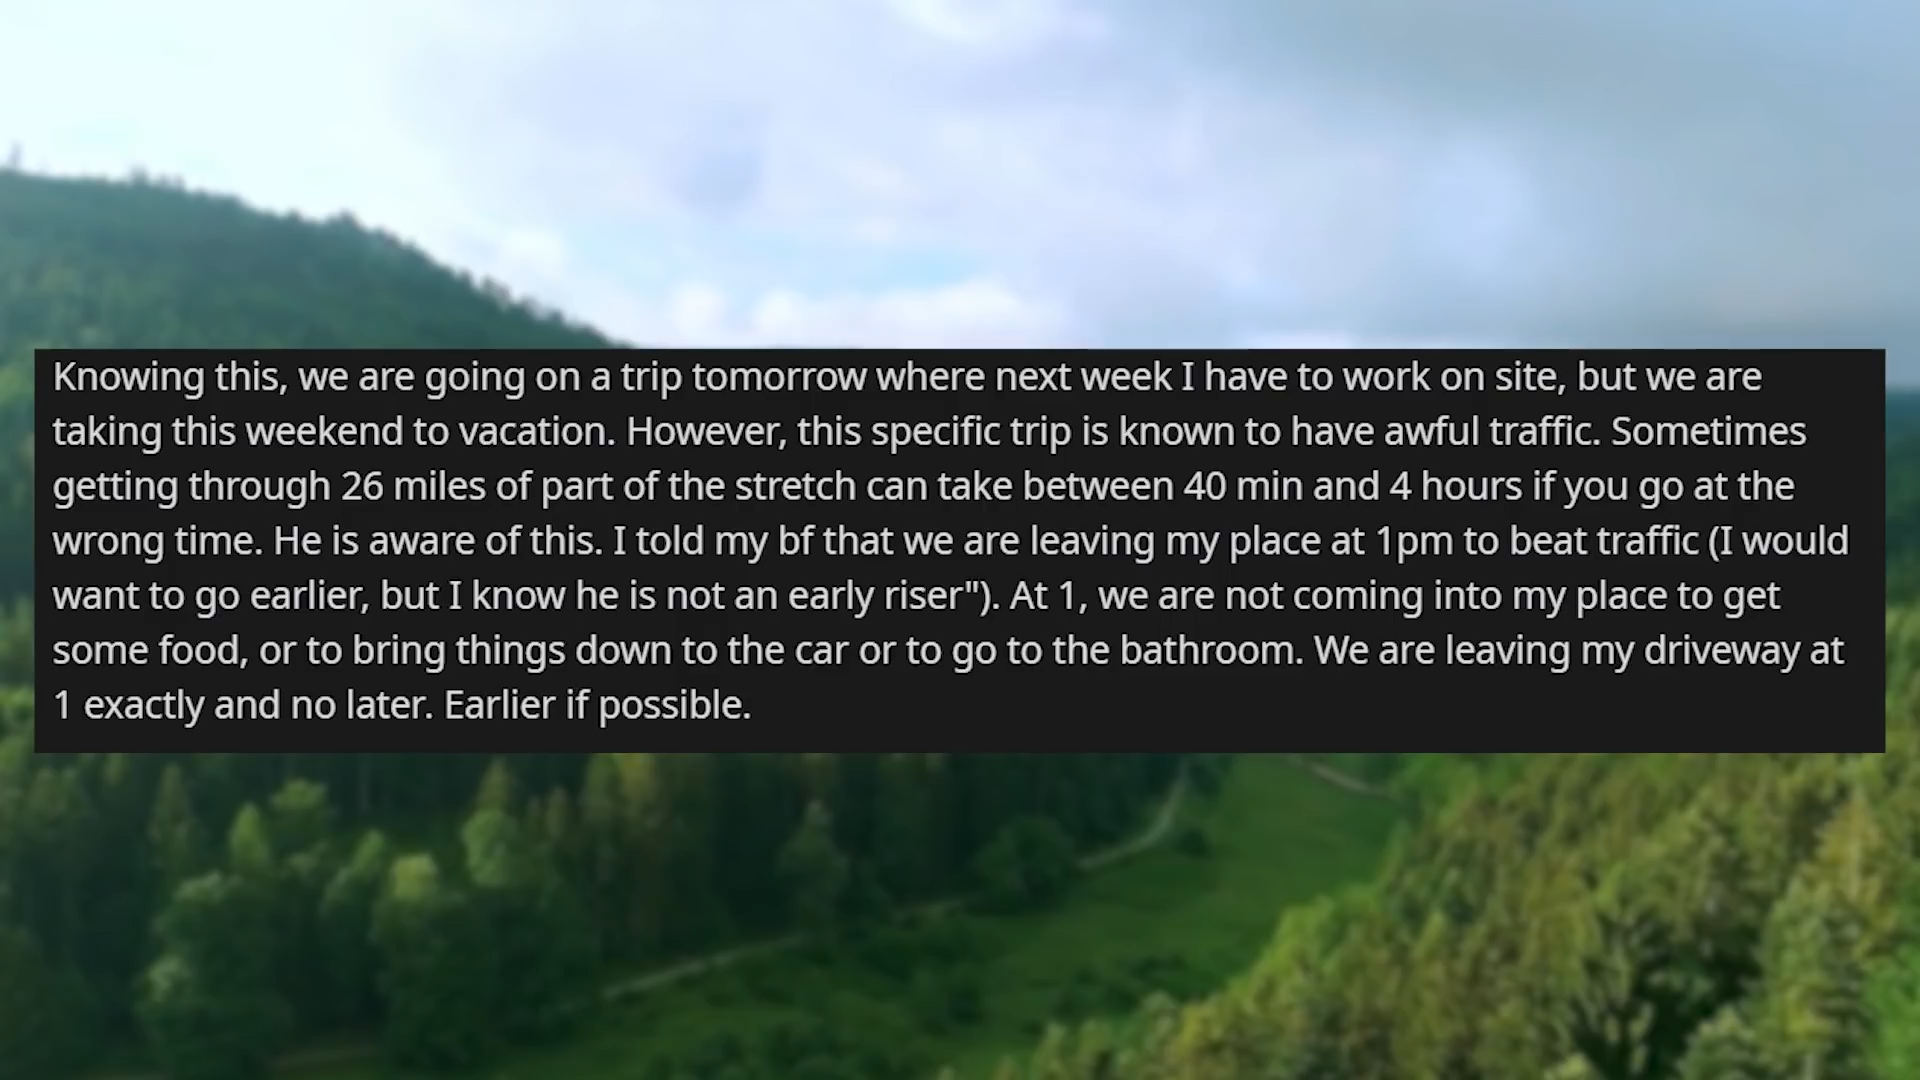 Knowing this, we are going on a trip tomorrow where next week I have to work on site, but we are
taking this weekend to vacation. However, this specific trip is known to have awful traffic. Sometimes
getting through 26 miles of part of the stretch can take between 40 min and 4 hours if you go at the
wrong time. He is aware of this. I told my bf that we are leaving my place at 1pm to beat traffic (I would
want to go earlier, but I know he is not an early riser"). At 1, we are not coming into my place to get
some food, or to bring things down to the car or to go to the bathroom. We are leaving my driveway at
1 exactly and no later. Earlier if possible.